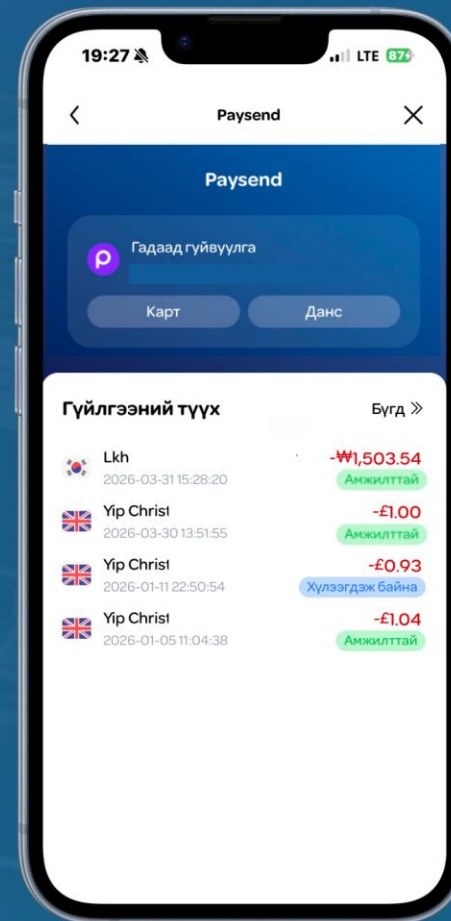 19:27
LTE 87
Paysend
Paysend
Гадаад гуйвуулга
Карт
Данс
Гүйлгээний түүх
Бүгд
Lkh
-₩1,503.54
2026-03-31 15:28:20
Амжилттай
Yip Christ
-£1.00
2026-03-30 13:51:55
Амжилттай
Yip Christ
-£0.93
2026-01-11 22:50:54
Хүлээгдэж байна
Yip Christ
-£1.04
2026-01-05 11:04:38
Амжилттай